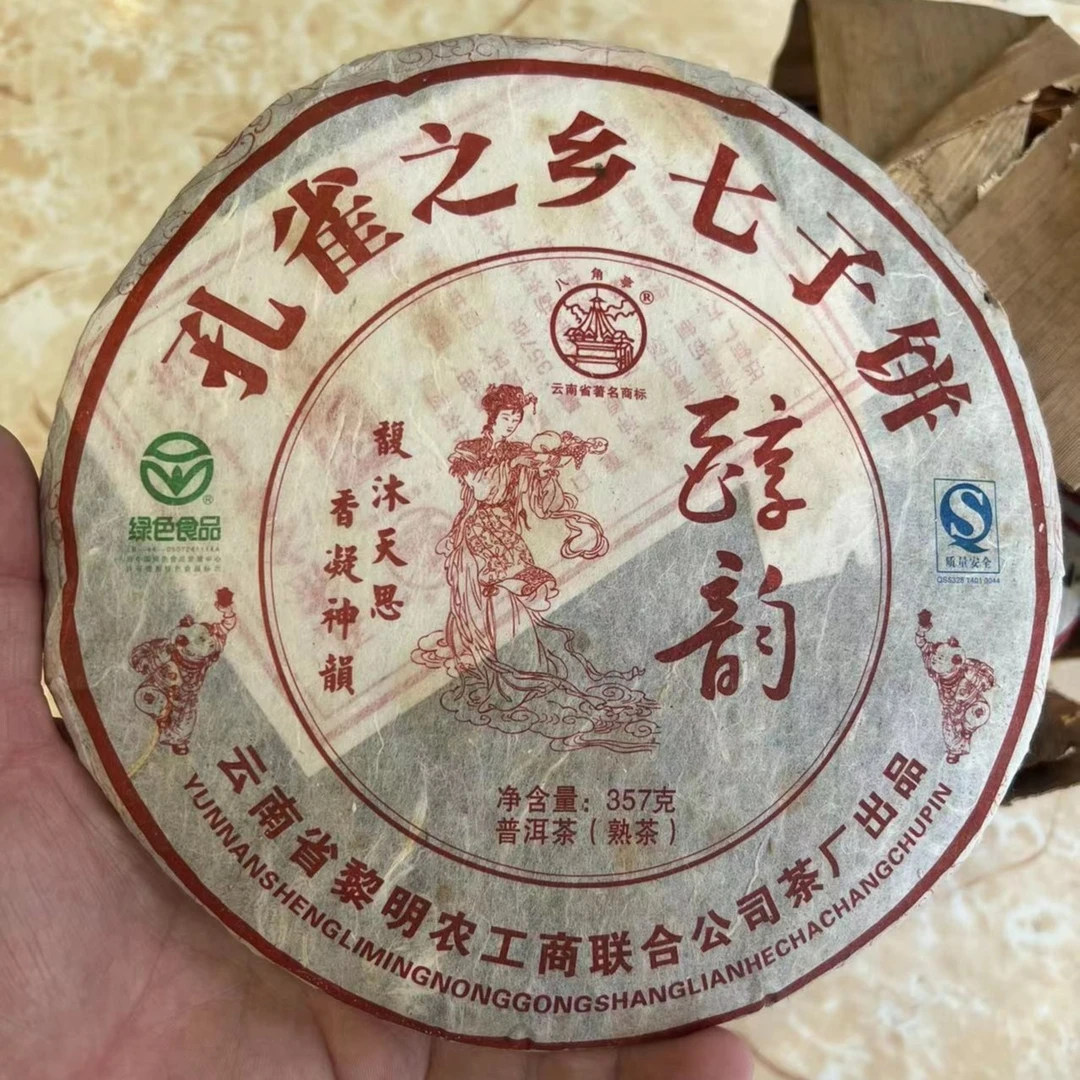 孔雀之乡七子饼
八角亭®
云南省著名商标
醇韵
馥沐天恩
香凝神韻
绿色食品
®
质量安全
QS5328 1401 0044
净含量：357克
普洱茶（熟茶）
云南省黎明农工商联合公司茶厂出品
YUNNANSHENGLIMINGNONGGONGSHANGLIANHECHACHANGCHUPIN